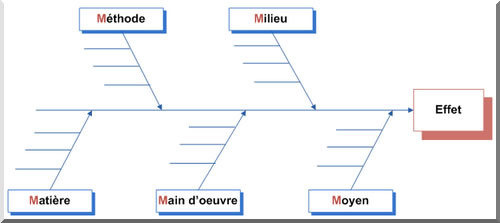 Méthode
Milieu
Effet
Matière
Main d'oeuvre
Moyen